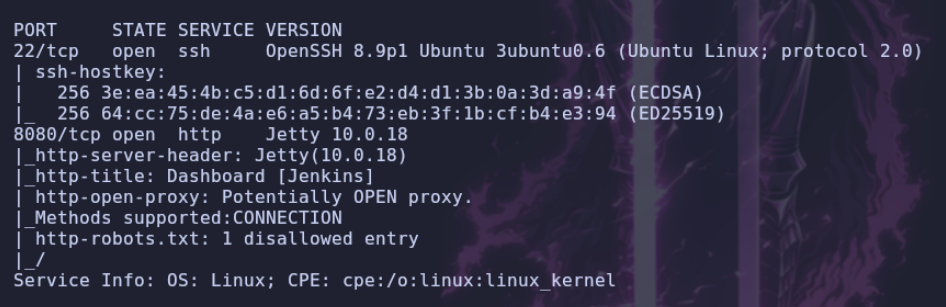 PORT     STATE SERVICE VERSION
22/tcp   open  ssh     OpenSSH 8.9p1 Ubuntu 3ubuntu0.6 (Ubuntu Linux; protocol 2.0)
| ssh-hostkey:
|   256 3e:ea:45:4b:c5:d1:6d:6f:e2:d4:d1:3b:0a:3d:a9:4f (ECDSA)
|_  256 64:cc:75:de:4a:e6:a5:b4:73:eb:3f:1b:cf:b4:e3:94 (ED25519)
8080/tcp open  http    Jetty 10.0.18
|_http-server-header: Jetty(10.0.18)
|_http-title: Dashboard [Jenkins]
| http-open-proxy: Potentially OPEN proxy.
|_Methods supported:CONNECTION
| http-robots.txt: 1 disallowed entry
|_/
Service Info: OS: Linux; CPE: cpe:/o:linux:linux_kernel